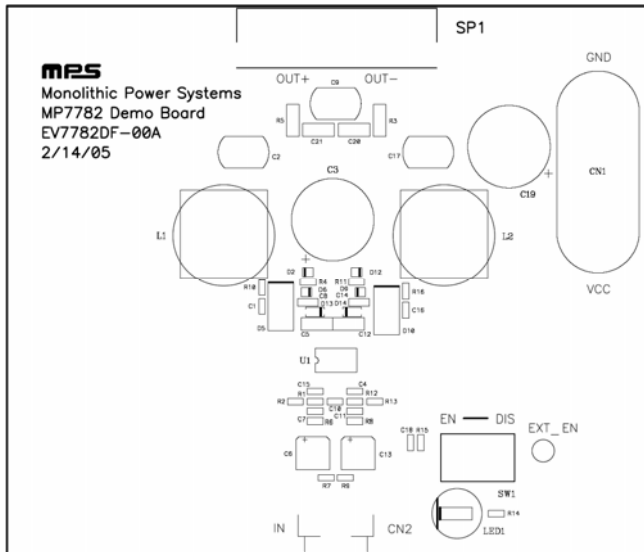 SP1
GND
MPS
Monolithic Power Systems
MP7782 Demo Board
EV7782DF-00A
2/14/05
OUT+ C9 OUT-
R5 C21 C20 R3
C2 C3 C17
C19 CN1
L1 L2
+
+
D2 D12
R10 R4 R11 R16
D6 D8
C8 C14
C1 D13 D14 C16
D5 C5 C12 D10
VCC
U1
C15 C4
R2 R1 R12 R13
C10
C7 C11
R6 R8
EN — DIS EXT_EN
C6 + + C13 C18 R15
R7 R9
SW1
IN CN2 LED1 R14